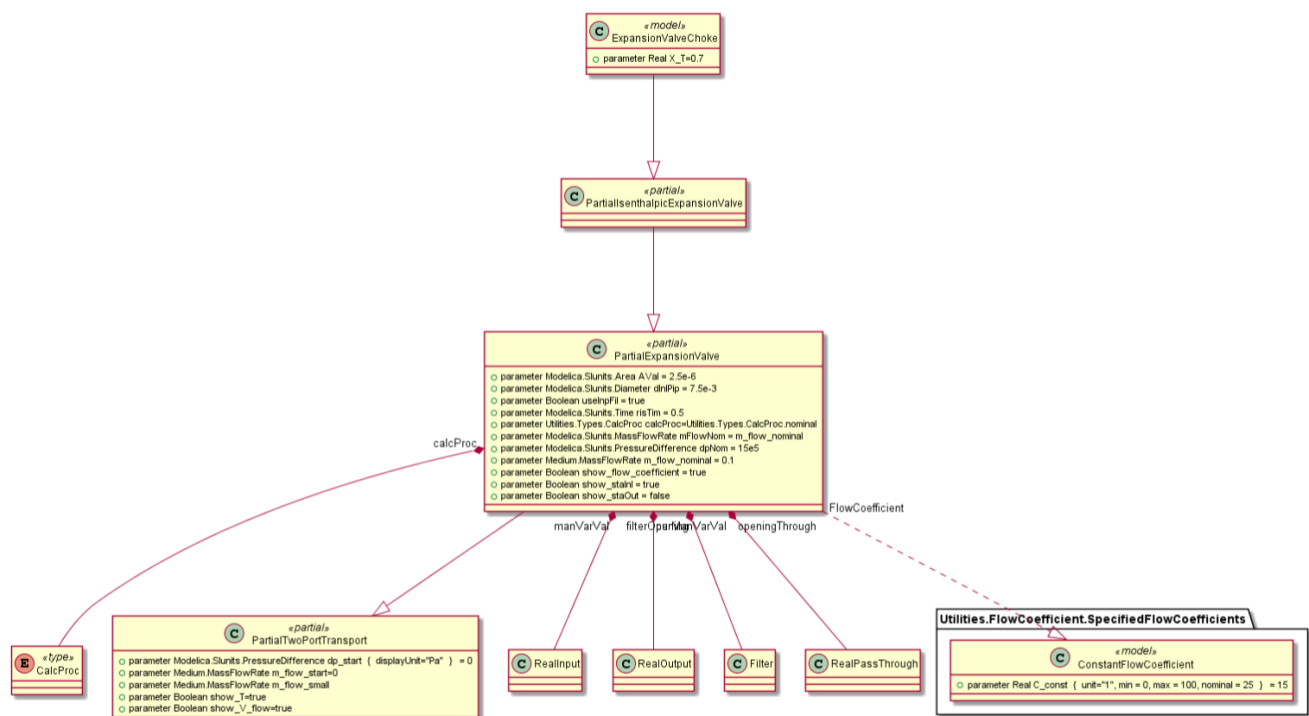 C
«model»
ExpansionValveChoke
parameter Real X_T=0.7
C
«partial»
PartialIsenthalpicExpansionValve
C
«partial»
PartialExpansionValve
parameter Modelica.SIunits.Area AVal = 2.5e-6
parameter Modelica.SIunits.Diameter dInlPip = 7.5e-3
parameter Boolean useInpFil = true
parameter Modelica.SIunits.Time risTim = 0.5
parameter Utilities.Types.CalcProc calcProc=Utilities.Types.CalcProc.nominal
parameter Modelica.SIunits.MassFlowRate mFlowNom = m_flow_nominal
parameter Modelica.SIunits.PressureDifference dpNom = 15e5
parameter Medium.MassFlowRate m_flow_nominal = 0.1
parameter Boolean show_flow_coefficient = true
parameter Boolean show_staInl = true
parameter Boolean show_staOut = false
calcProc
manVarVal
openingThrough
FlowCoefficient
E
«type»
CalcProc
C
«partial»
PartialTwoPortTransport
parameter Modelica.SIunits.PressureDifference dp_start { displayUnit="Pa" } = 0
parameter Medium.MassFlowRate m_flow_start=0
parameter Medium.MassFlowRate m_flow_small
parameter Boolean show_T=true
parameter Boolean show_V_flow=true
C RealInput
C RealOutput
C Filter
C RealPassThrough
Utilities.FlowCoefficient.SpecifiedFlowCoefficients
C
«model»
ConstantFlowCoefficient
parameter Real C_const { unit="1", min = 0, max = 100, nominal = 25 } = 15